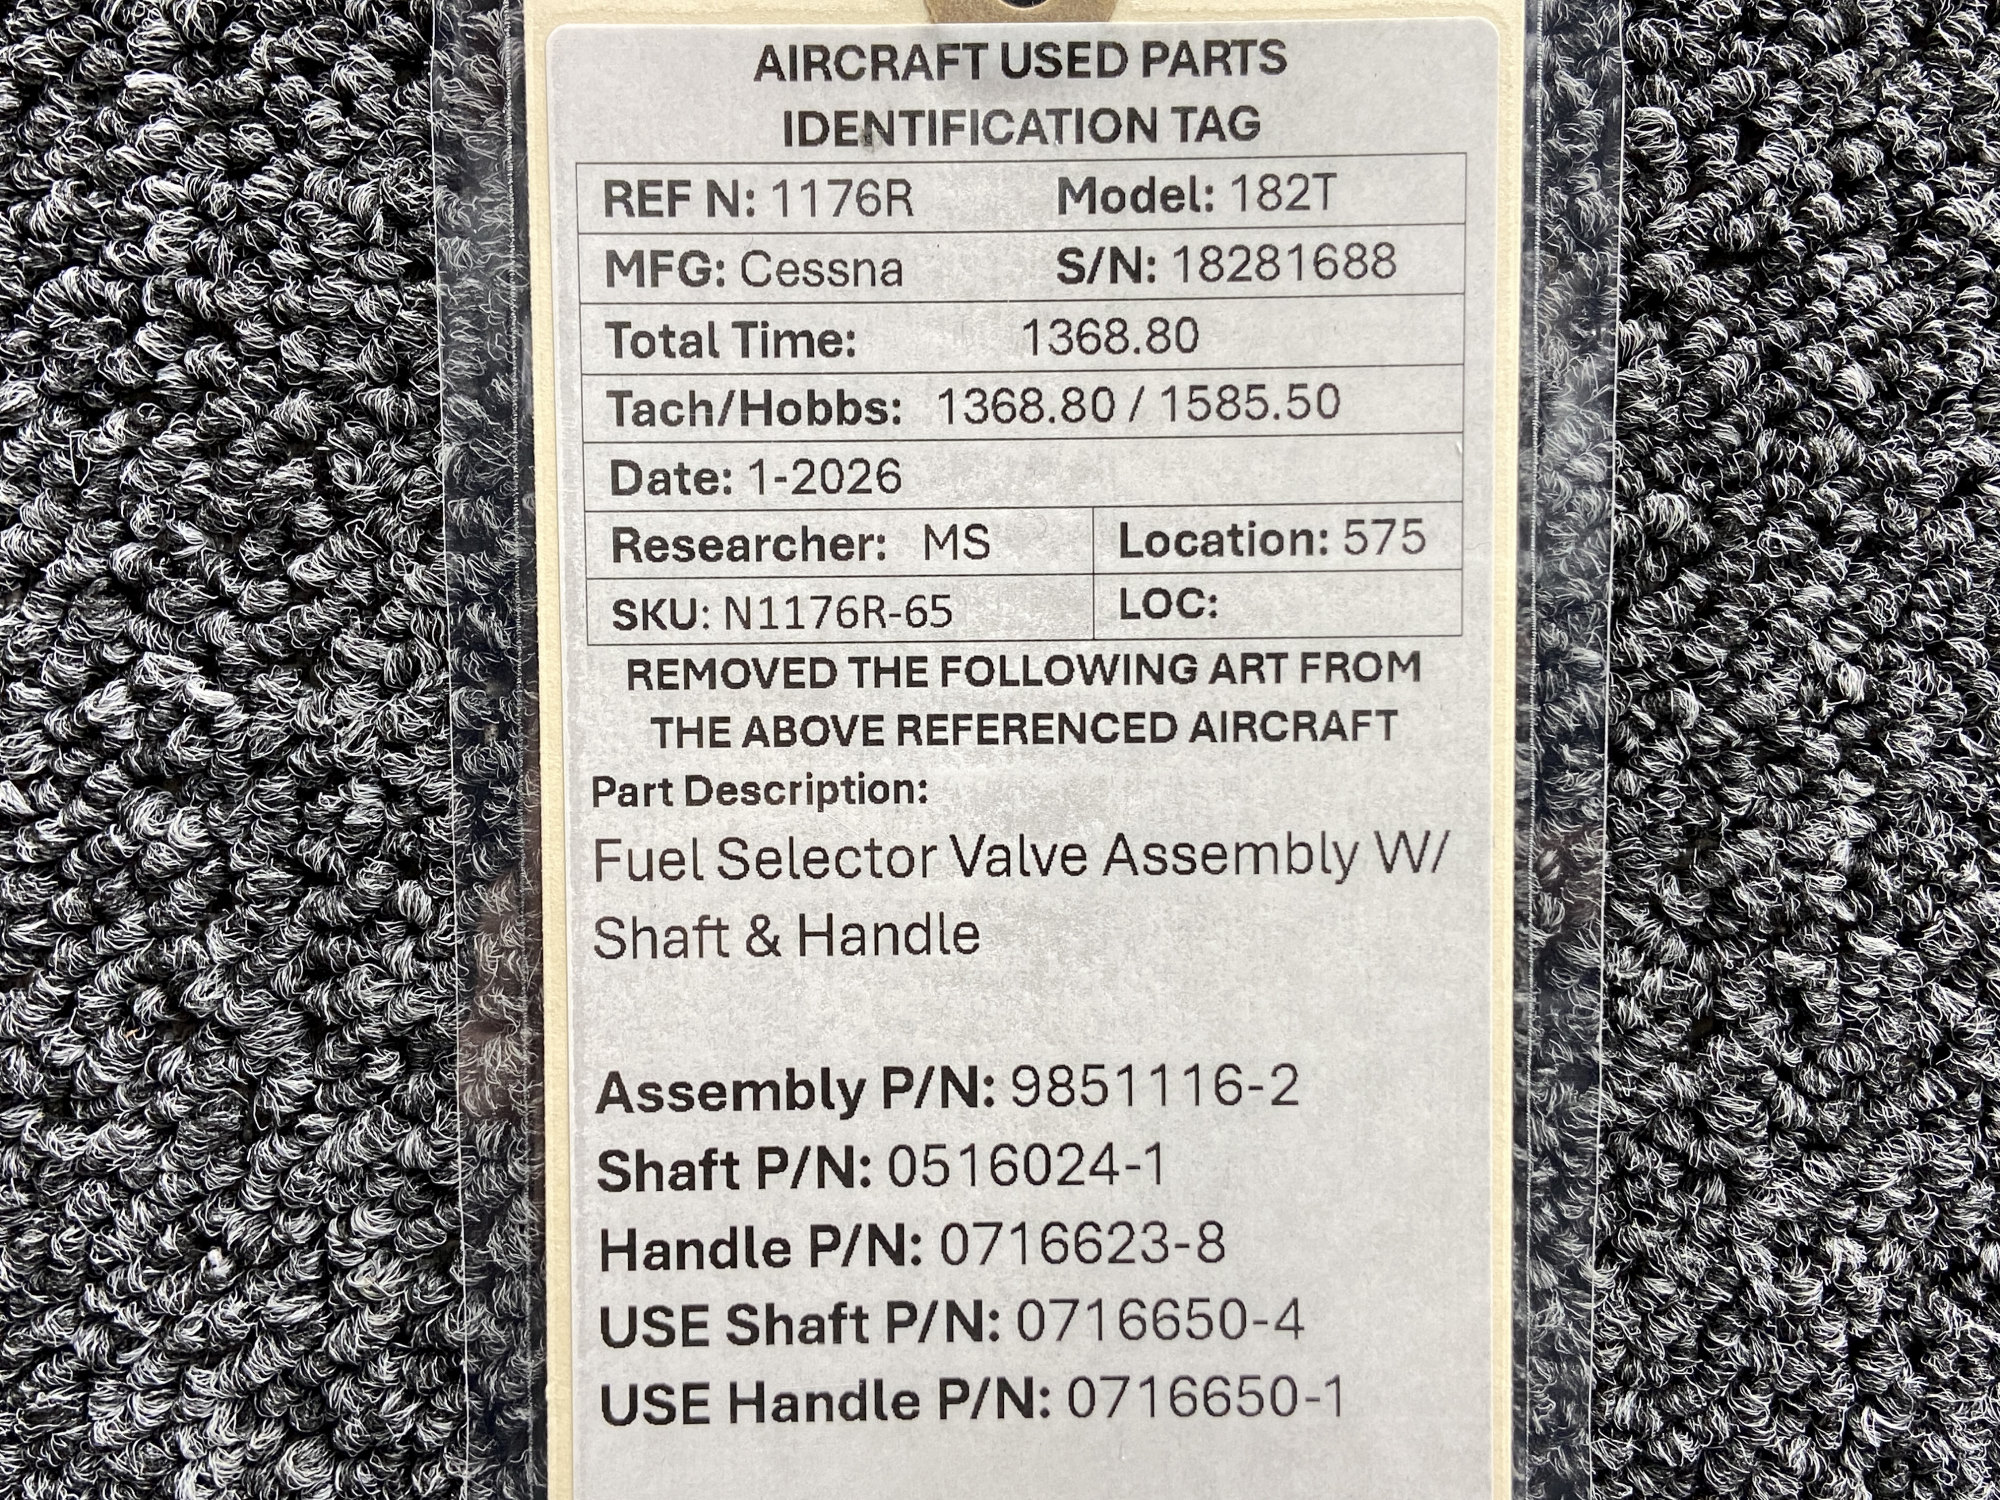 AIRCRAFT USED PARTS
IDENTIFICATION TAG
REF N: 1176R Model: 182T
MFG: Cessna S/N: 18281688
Total Time: 1368.80
Tach/Hobbs: 1368.80 / 1585.50
Date: 1-2026
Researcher: MS Location: 575
SKU: N1176R-65 LOC:
REMOVED THE FOLLOWING ART FROM
THE ABOVE REFERENCED AIRCRAFT
Part Description:
Fuel Selector Valve Assembly W/
Shaft & Handle
Assembly P/N: 9851116-2
Shaft P/N: 0516024-1
Handle P/N: 0716623-8
USE Shaft P/N: 0716650-4
USE Handle P/N: 0716650-1